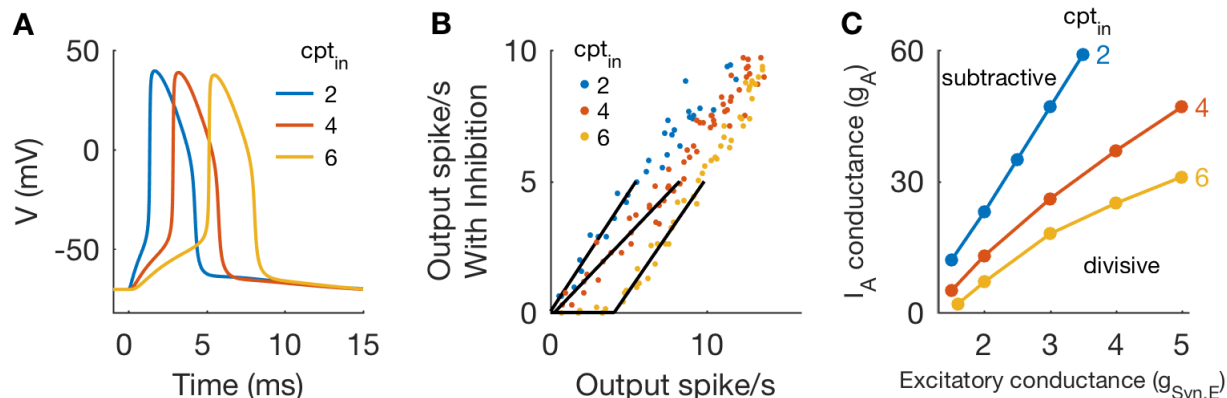 A
50
0
-50
V (mV)
0
5
10
15
Time (ms)
cpt_in
2
4
6
B
10
5
0
Output spike/s
With Inhibition
cpt_in
2
4
6
0
10
Output spike/s
C
60
30
0
I_A conductance (g_A)
cpt_in
subtractive
2
4
6
divisive
2
3
4
5
Excitatory conductance (g_Syn,E)